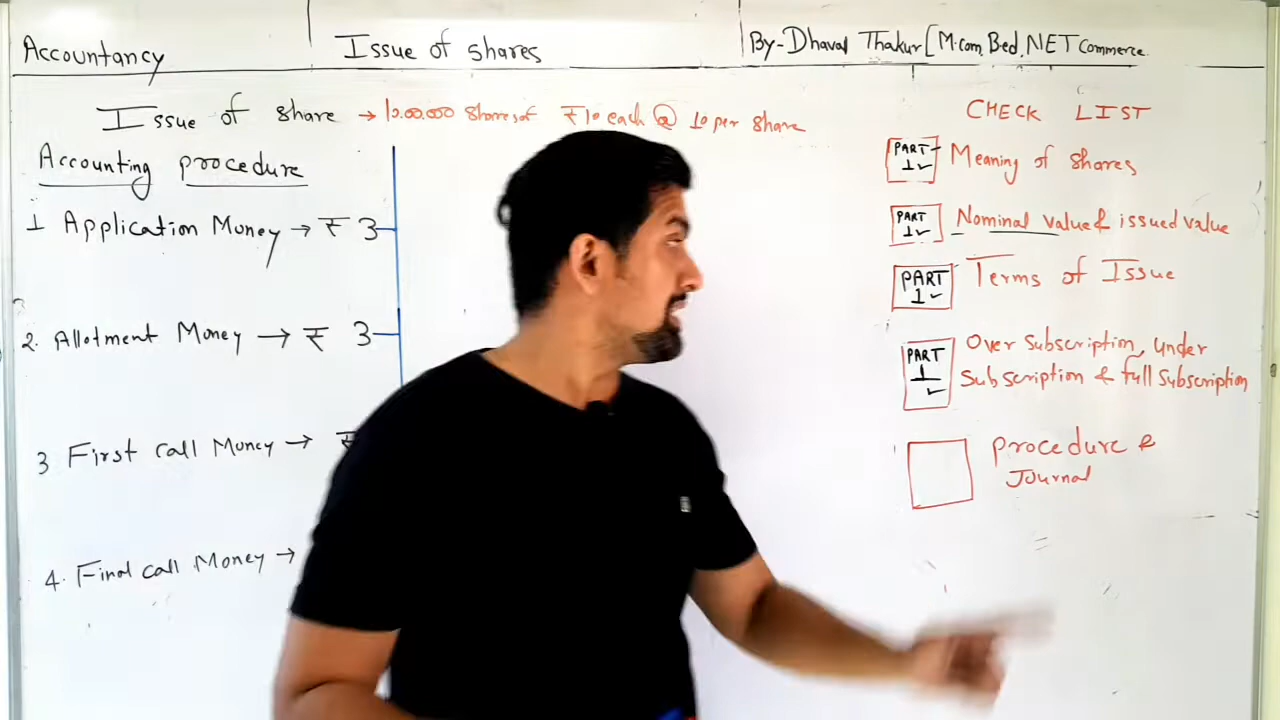 Accountancy
Issue of shares
By-Dhaval Thakur [M.com, Bed, NET Commerce
Issue of share → 10,00,000 Shares of ₹10 each @ 10 per share
Accounting procedure
1 Application Money → ₹ 3
2. Allotment Money → ₹ 3
3 First call Money → ₹
4. Final call Money →
CHECK LIST
PART 1 ✓ Meaning of shares
PART 1 ✓ Nominal value & issued value
PART 1 ✓ Terms of Issue
PART 1 ✓ Over Subscription, under
Subscription & full Subscription
procedure &
Journal